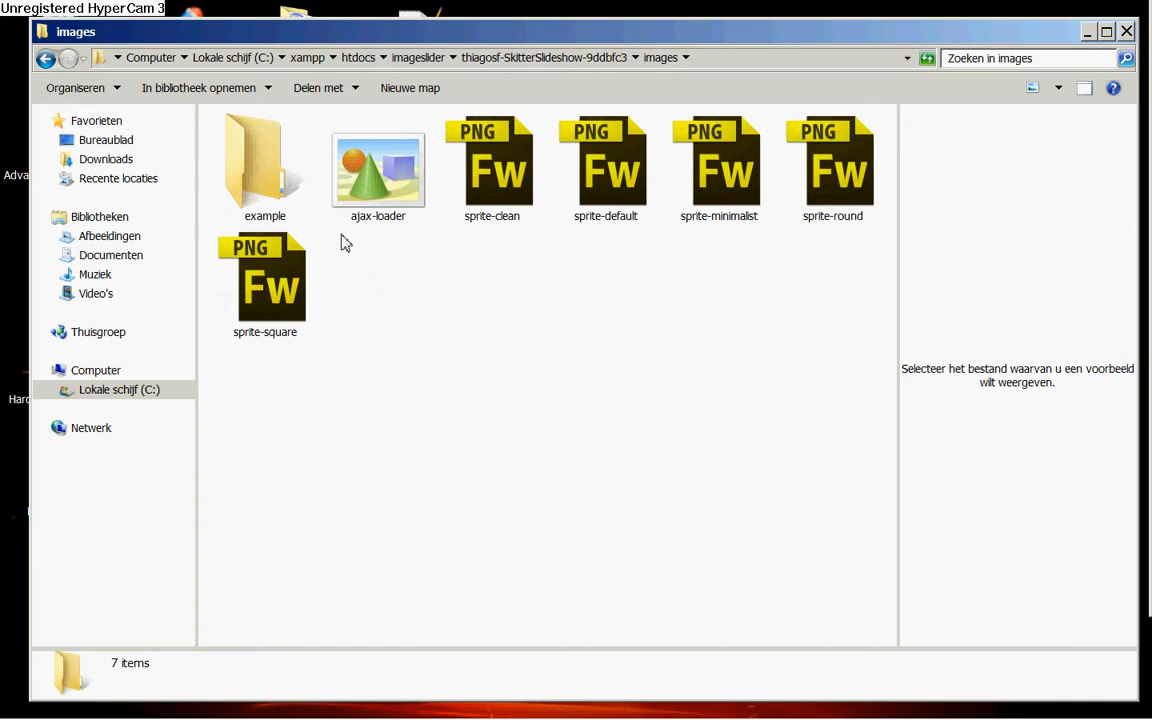 Unregistered HyperCam 3
images
Computer Lokale schijf (C:) xampp htdocs imageslider thiagosf-SkitterSlideshow-9ddbfc3 images
Zoeken in images
Organiseren In bibliotheek opnemen Delen met Nieuwe map
Favorieten
Bureaublad
Downloads
Recente locaties
Bibliotheken
Afbeeldingen
Documenten
Muziek
Video's
Thuisgroep
Computer
Lokale schijf (C:)
Netwerk
PNG PNG PNG PNG
Fw Fw Fw Fw
example ajax-loader sprite-clean sprite-default sprite-minimalist sprite-round
PNG
Fw
sprite-square
Selecteer het bestand waarvan u een voorbeeld
wilt weergeven.
7 items
Adva
Hard